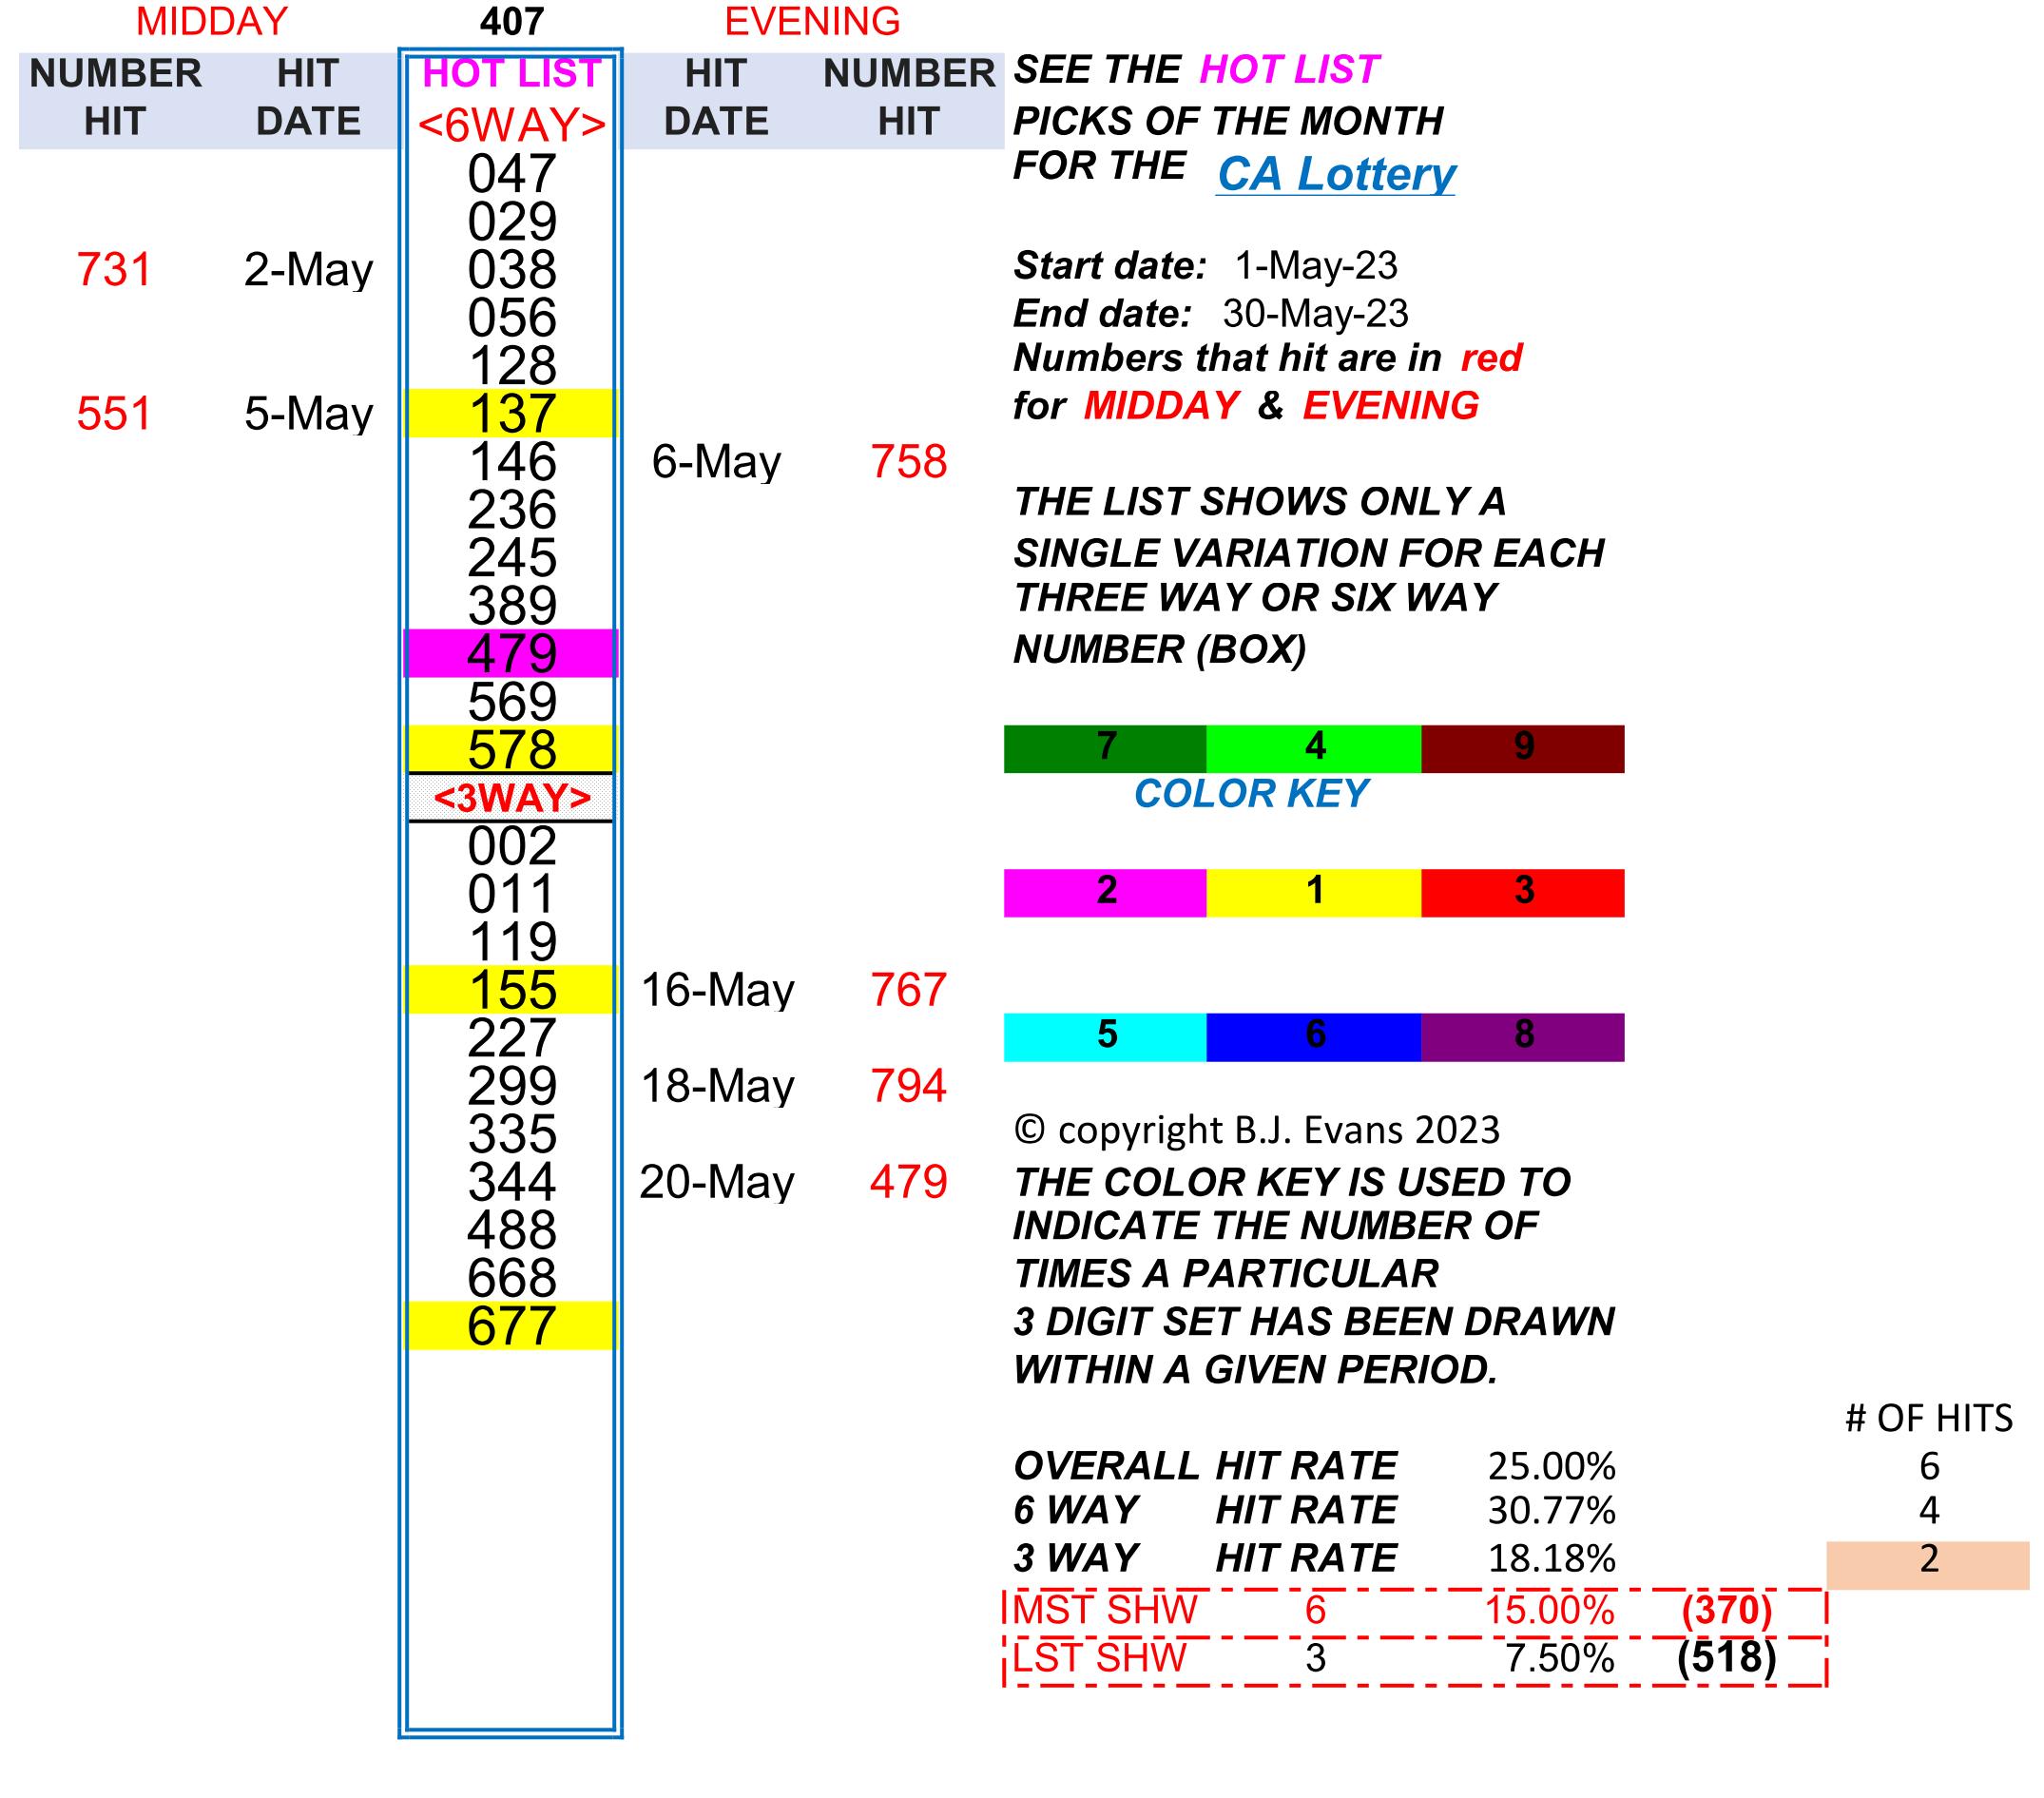 MIDDAY 407 EVENING
NUMBER HIT HOT LIST HIT NUMBER SEE THE HOT LIST
HIT DATE <6WAY> DATE HIT PICKS OF THE MONTH
047 FOR THE CA Lottery
029
731 2-May 038 Start date: 1-May-23
056 End date: 30-May-23
128 Numbers that hit are in red
551 5-May 137 for MIDDAY & EVENING
146 6-May 758
236 THE LIST SHOWS ONLY A
245 SINGLE VARIATION FOR EACH
389 THREE WAY OR SIX WAY
479 NUMBER (BOX)
569
578 7 4 9
<3WAY> COLOR KEY
002
011 2 1 3
119
155 16-May 767
227 5 6 8
299 18-May 794
335 © copyright B.J. Evans 2023
344 20-May 479 THE COLOR KEY IS USED TO
488 INDICATE THE NUMBER OF
668 TIMES A PARTICULAR
677 3 DIGIT SET HAS BEEN DRAWN
WITHIN A GIVEN PERIOD.
# OF HITS
OVERALL HIT RATE 25.00% 6
6 WAY HIT RATE 30.77% 4
3 WAY HIT RATE 18.18% 2
MST SHW 6 15.00% (370)
LST SHW 3 7.50% (518)